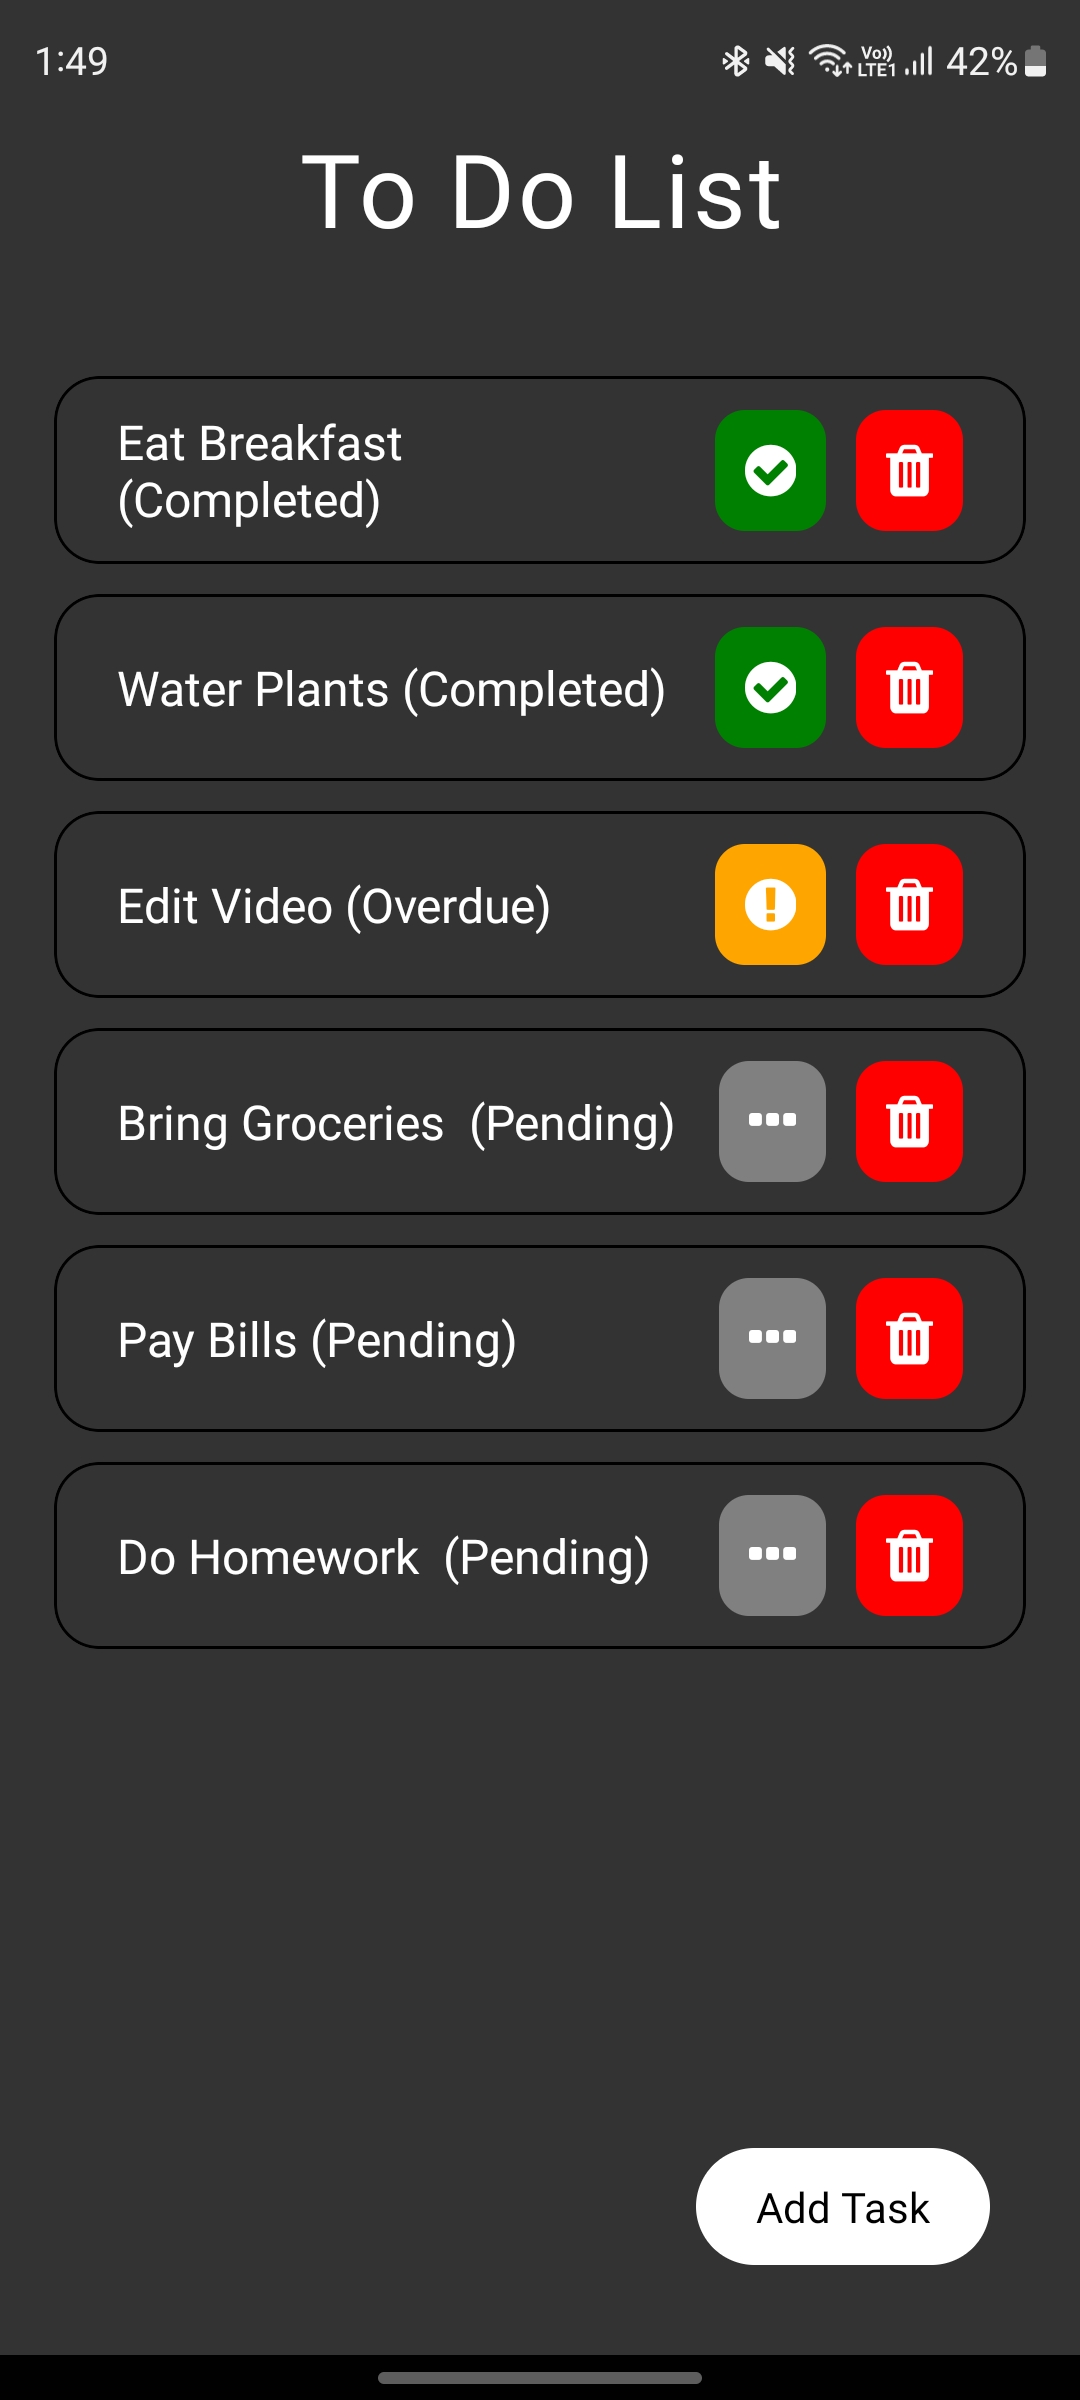 1:49
Vo)) LTE1 42%
To Do List
Eat Breakfast
(Completed)
Water Plants (Completed)
Edit Video (Overdue)
Bring Groceries  (Pending)
Pay Bills (Pending)
Do Homework  (Pending)
Add Task